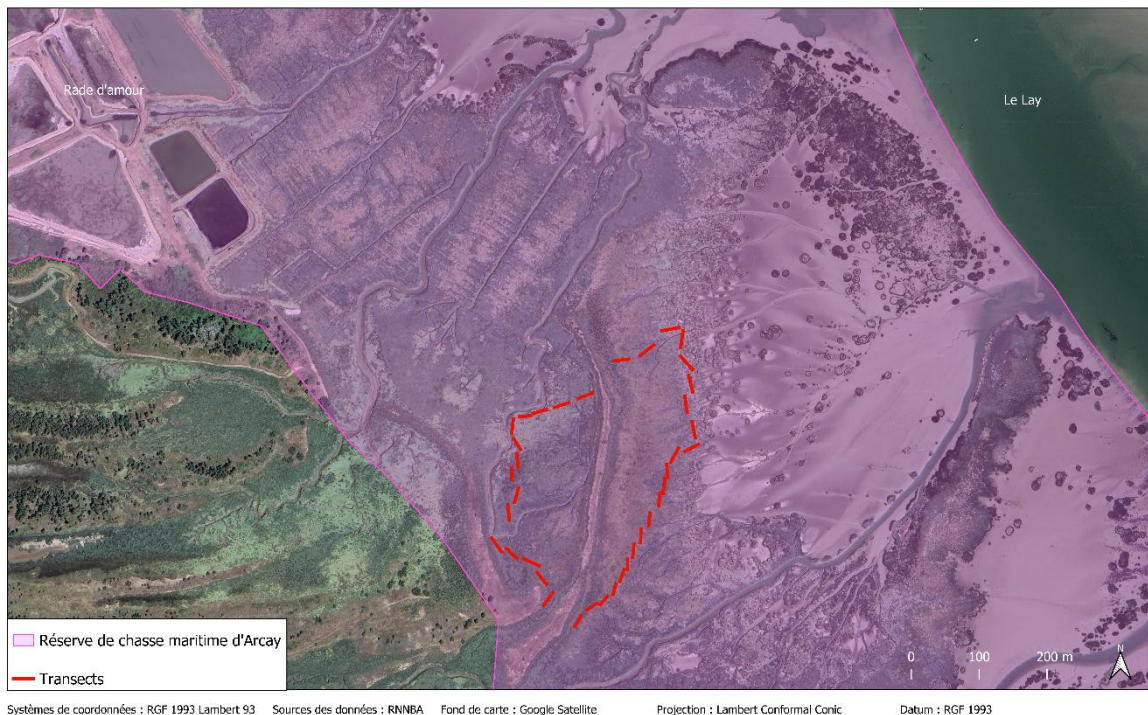 Rade d'amour
Le Lay
Réserve de chasse maritime d'Arcay
Transects
0 100 200 m
N
Systèmes de coordonnées : RGF 1993 Lambert 93 Sources des données : RNNBA Fond de carte : Google Satellite Projection : Lambert Conformal Conic Datum : RGF 1993